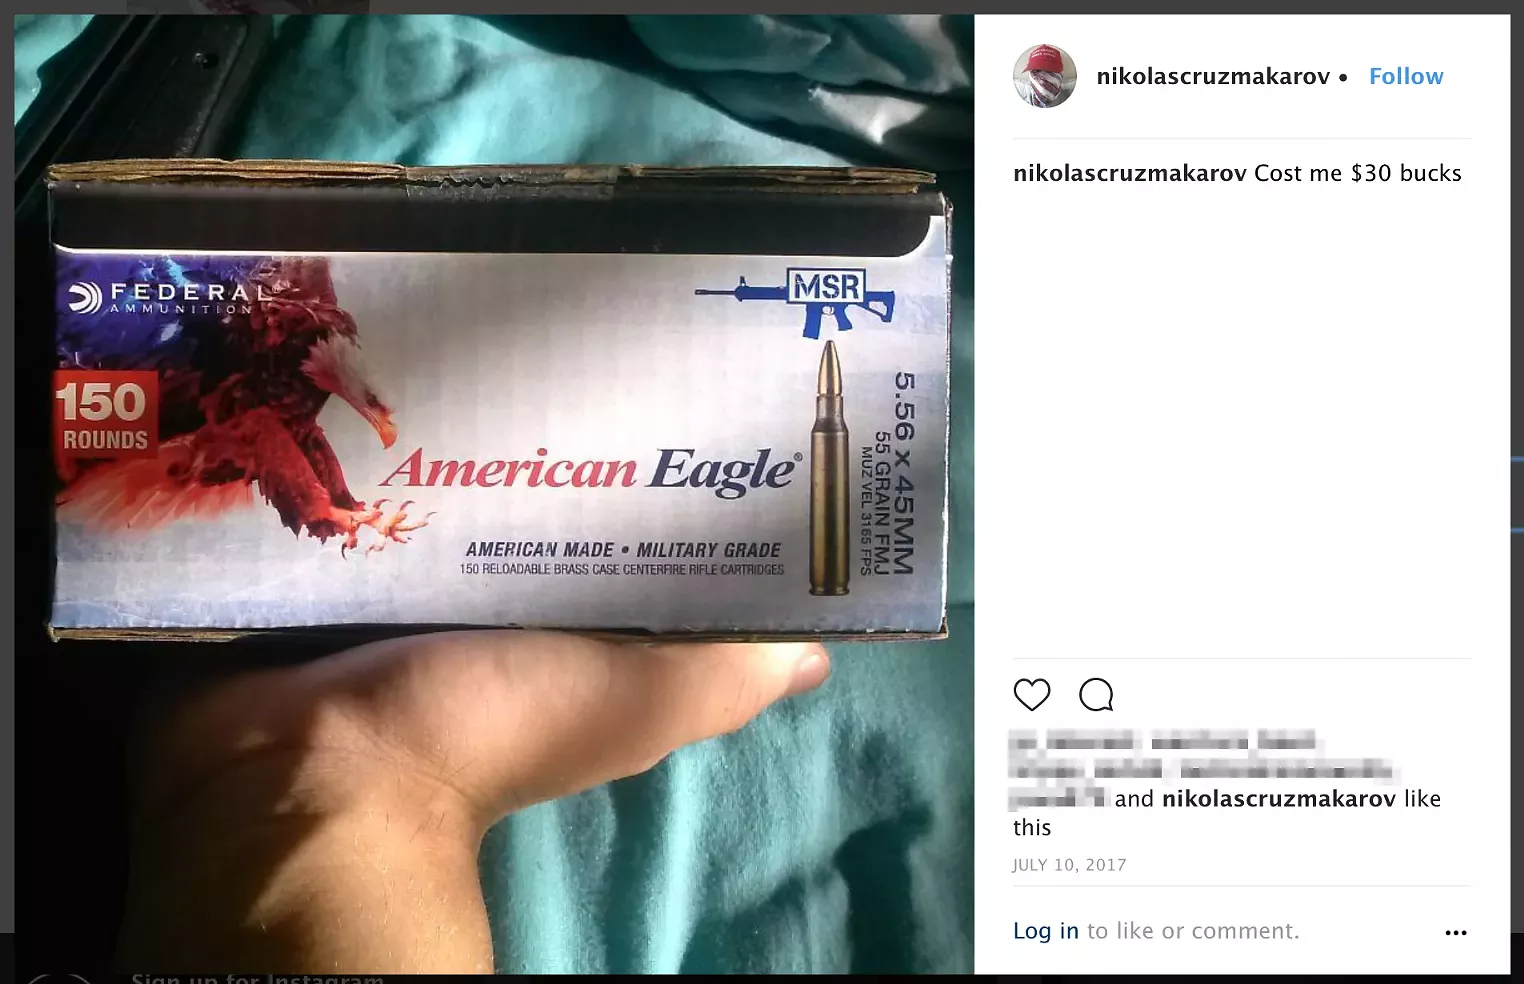 nikolascruzmakarov • Follow
nikolascruzmakarov Cost me $30 bucks
FEDERAL
AMMUNITION
MSR
150
ROUNDS
American Eagle®
5.56 x 45MM
55 GRAIN FMJ
MUZ VEL 3165 FPS
AMERICAN MADE • MILITARY GRADE
150 RELOADABLE BRASS CASE CENTERFIRE RIFLE CARTRIDGES
and nikolascruzmakarov like
this
JULY 10, 2017
Log in to like or comment.
Sign up for Instagram